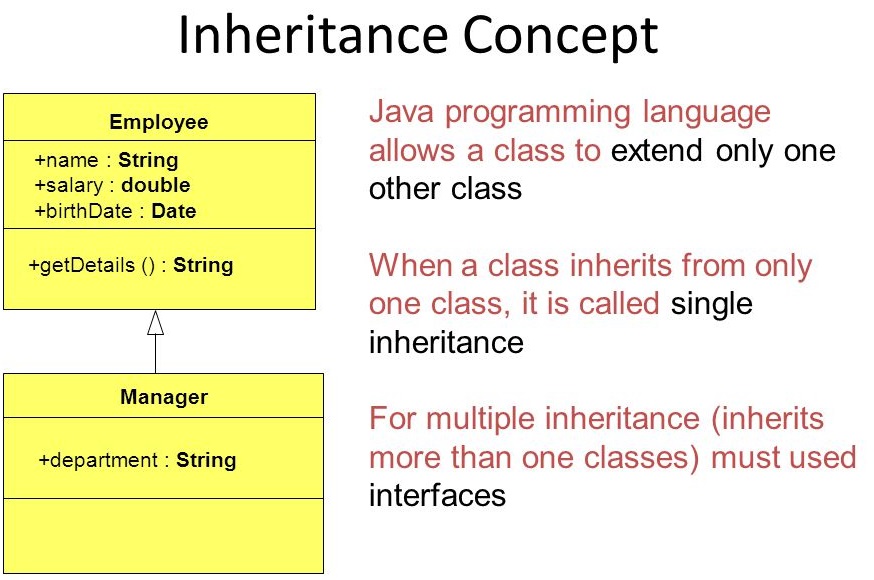 Inheritance Concept
Employee
+name : String
+salary : double
+birthDate : Date
+getDetails () : String
Manager
+department : String
Java programming language
allows a class to extend only one
other class
When a class inherits from only
one class, it is called single
inheritance
For multiple inheritance (inherits
more than one classes) must used
interfaces